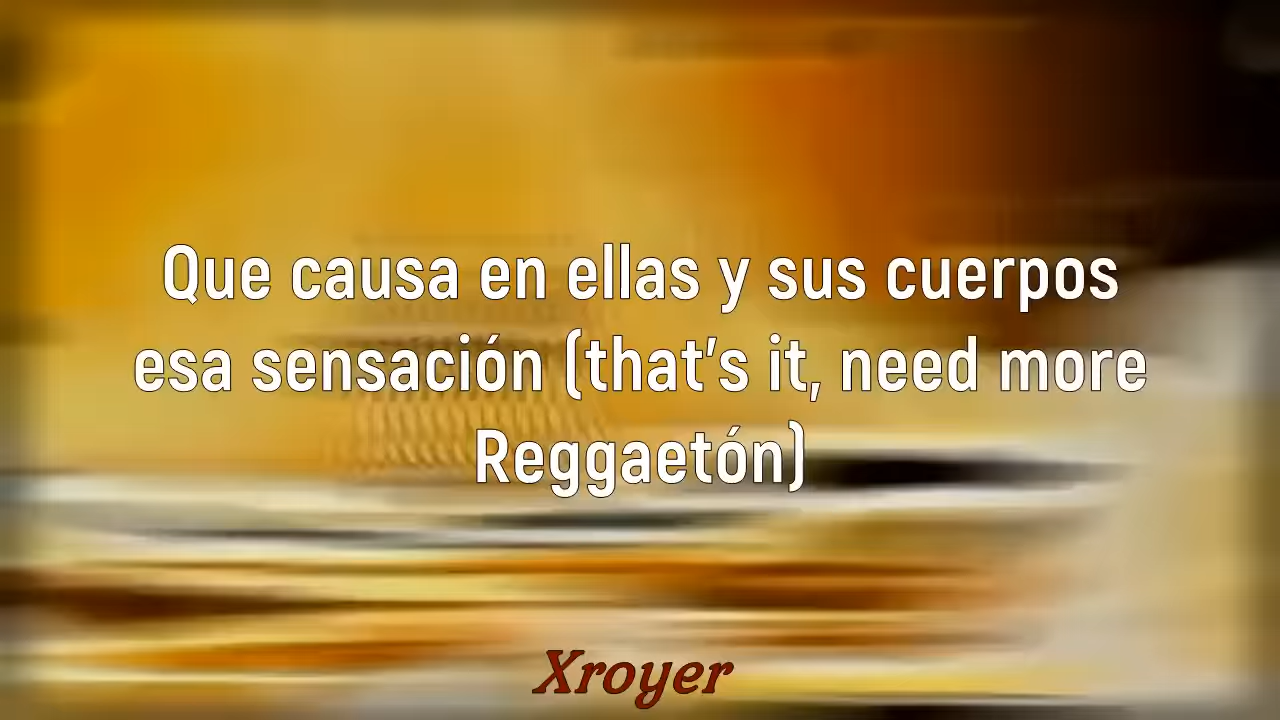 Que causa en ellas y sus cuerpos
esa sensación (that's it, need more
Reggaetón)
Xroyer